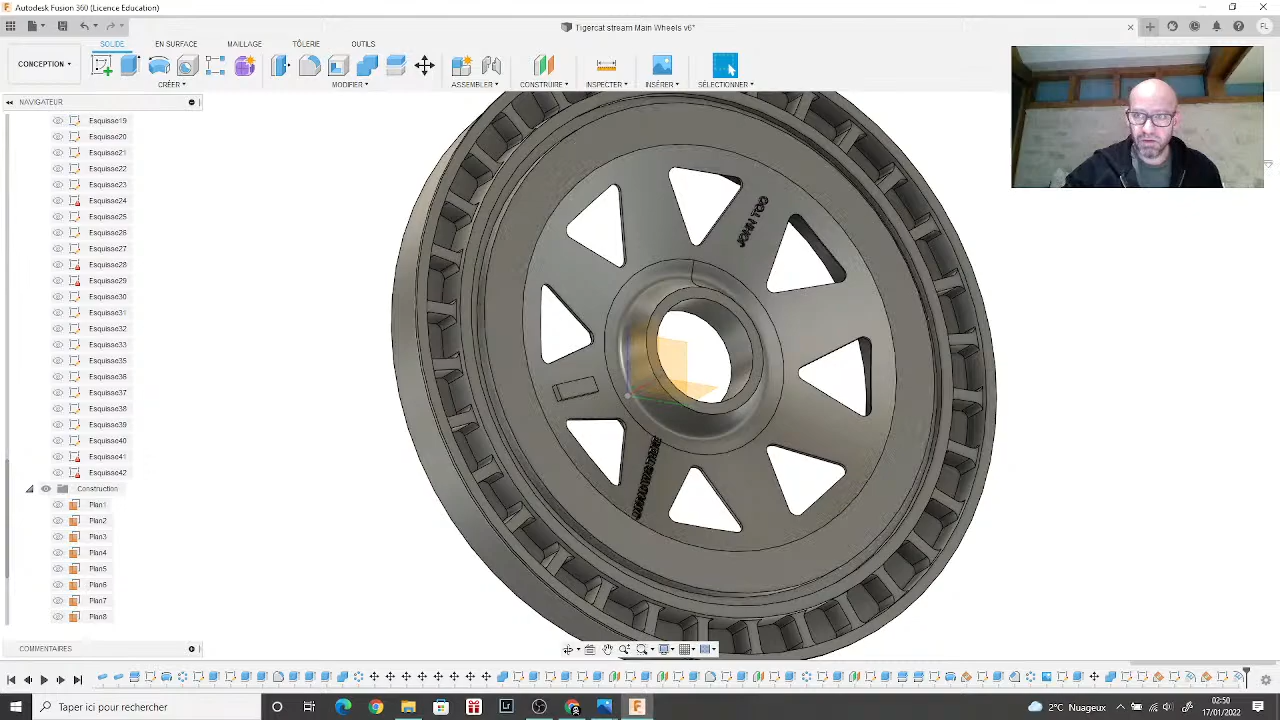 Autodesk Fusion 360 (Licence Education)
Tigercat stream Main Wheels v6*
FL
SOLIDE
EN SURFACE
MAILLAGE
TÔLERIE
OUTILS
CONCEPTION
CRÉER
MODIFIER
ASSEMBLER
CONSTRUIRE
INSPECTER
INSÉRER
SÉLECTIONNER
NAVIGATEUR
Esquisse19
Esquisse20
Esquisse21
Esquisse22
Esquisse23
Esquisse24
Esquisse25
Esquisse26
Esquisse27
Esquisse28
Esquisse29
Esquisse30
Esquisse31
Esquisse32
Esquisse33
Esquisse35
Esquisse36
Esquisse37
Esquisse38
Esquisse39
Esquisse40
Esquisse41
Esquisse42
Construction
Plan1
Plan2
Plan3
Plan4
Plan5
Plan6
Plan7
Plan8
COMMENTAIRES
Taper ici pour rechercher
2°C Nuageux
02:50
17/01/2022